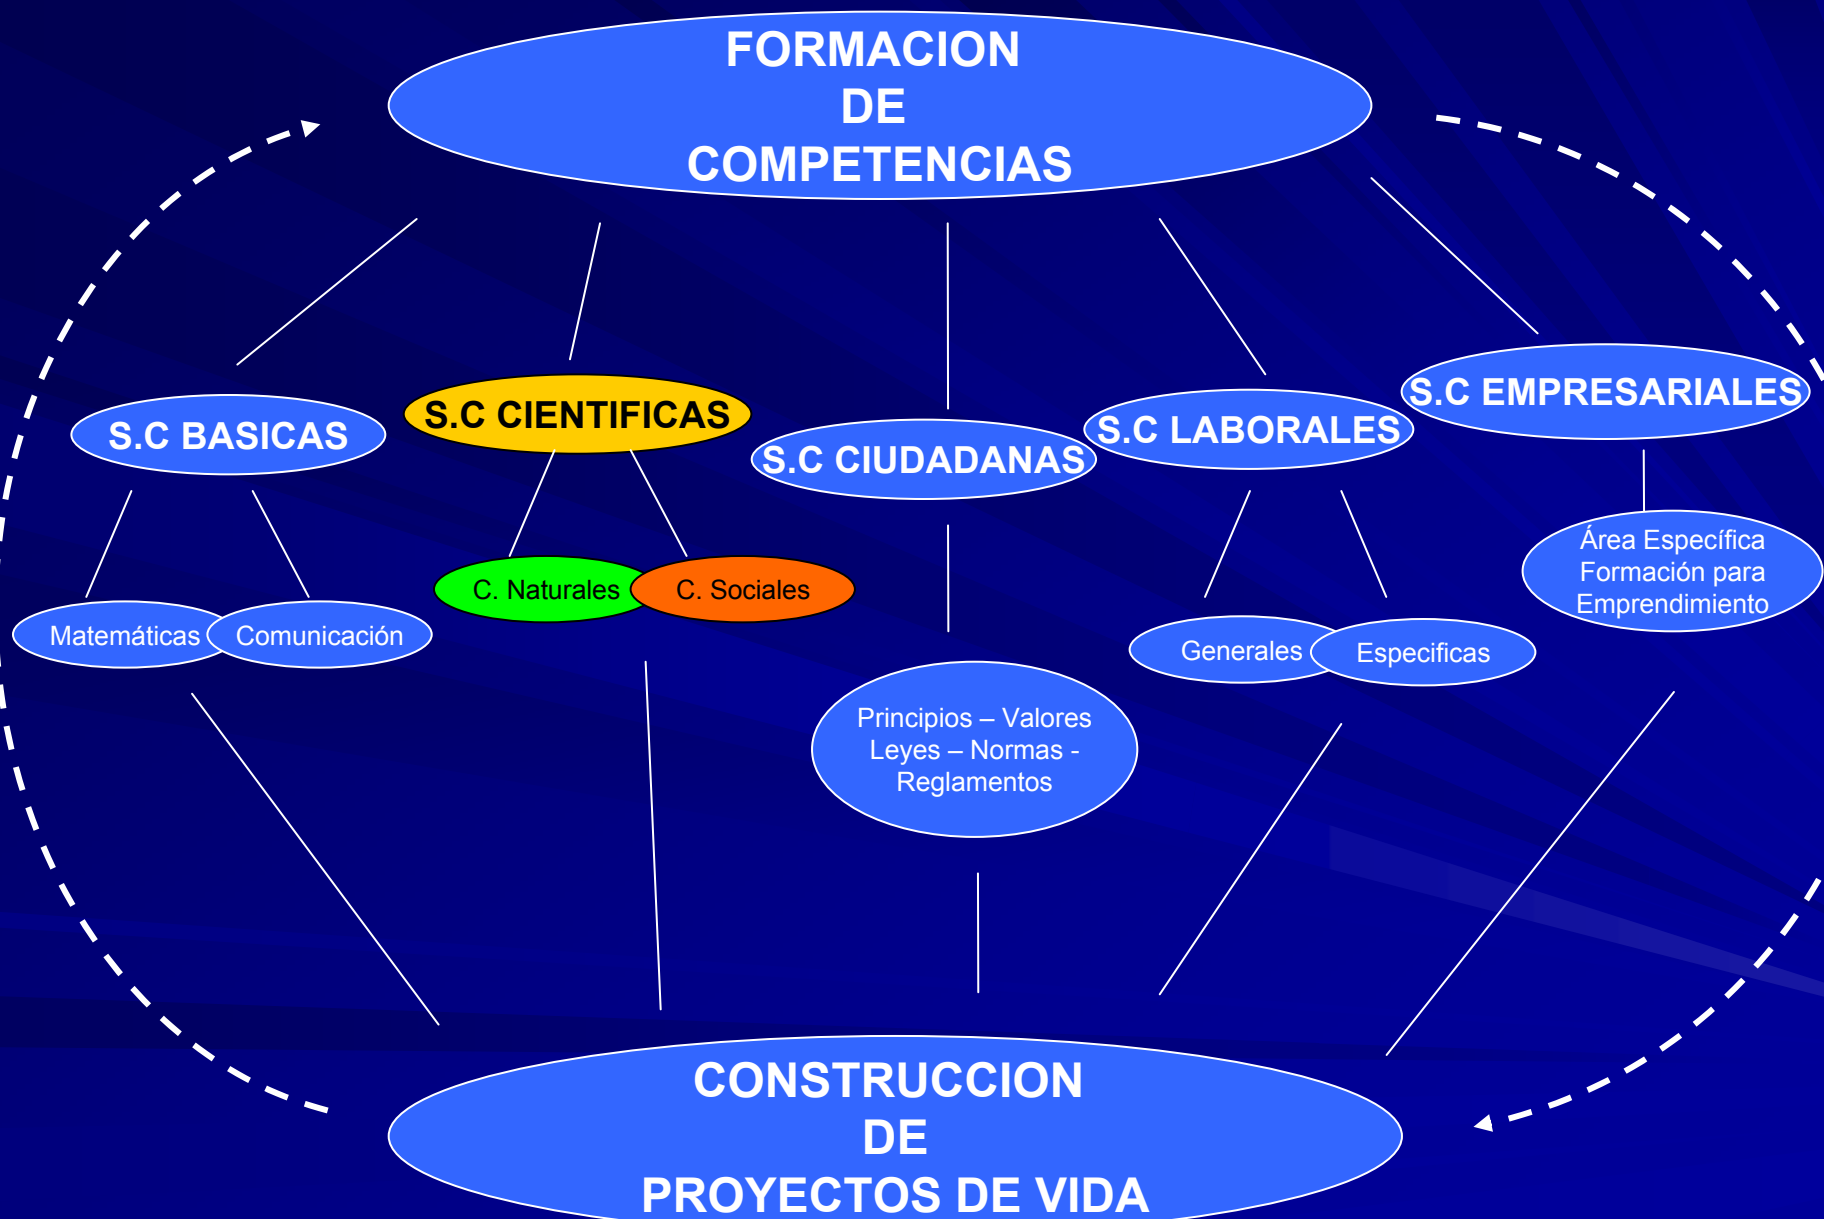 FORMACION
DE
COMPETENCIAS
S.C BASICAS
S.C CIENTIFICAS
S.C CIUDADANAS
S.C LABORALES
S.C EMPRESARIALES
Matemáticas
Comunicación
C. Naturales
C. Sociales
Principios – Valores
Leyes – Normas -
Reglamentos
Generales
Especificas
Área Específica
Formación para
Emprendimiento
CONSTRUCCION
DE
PROYECTOS DE VIDA